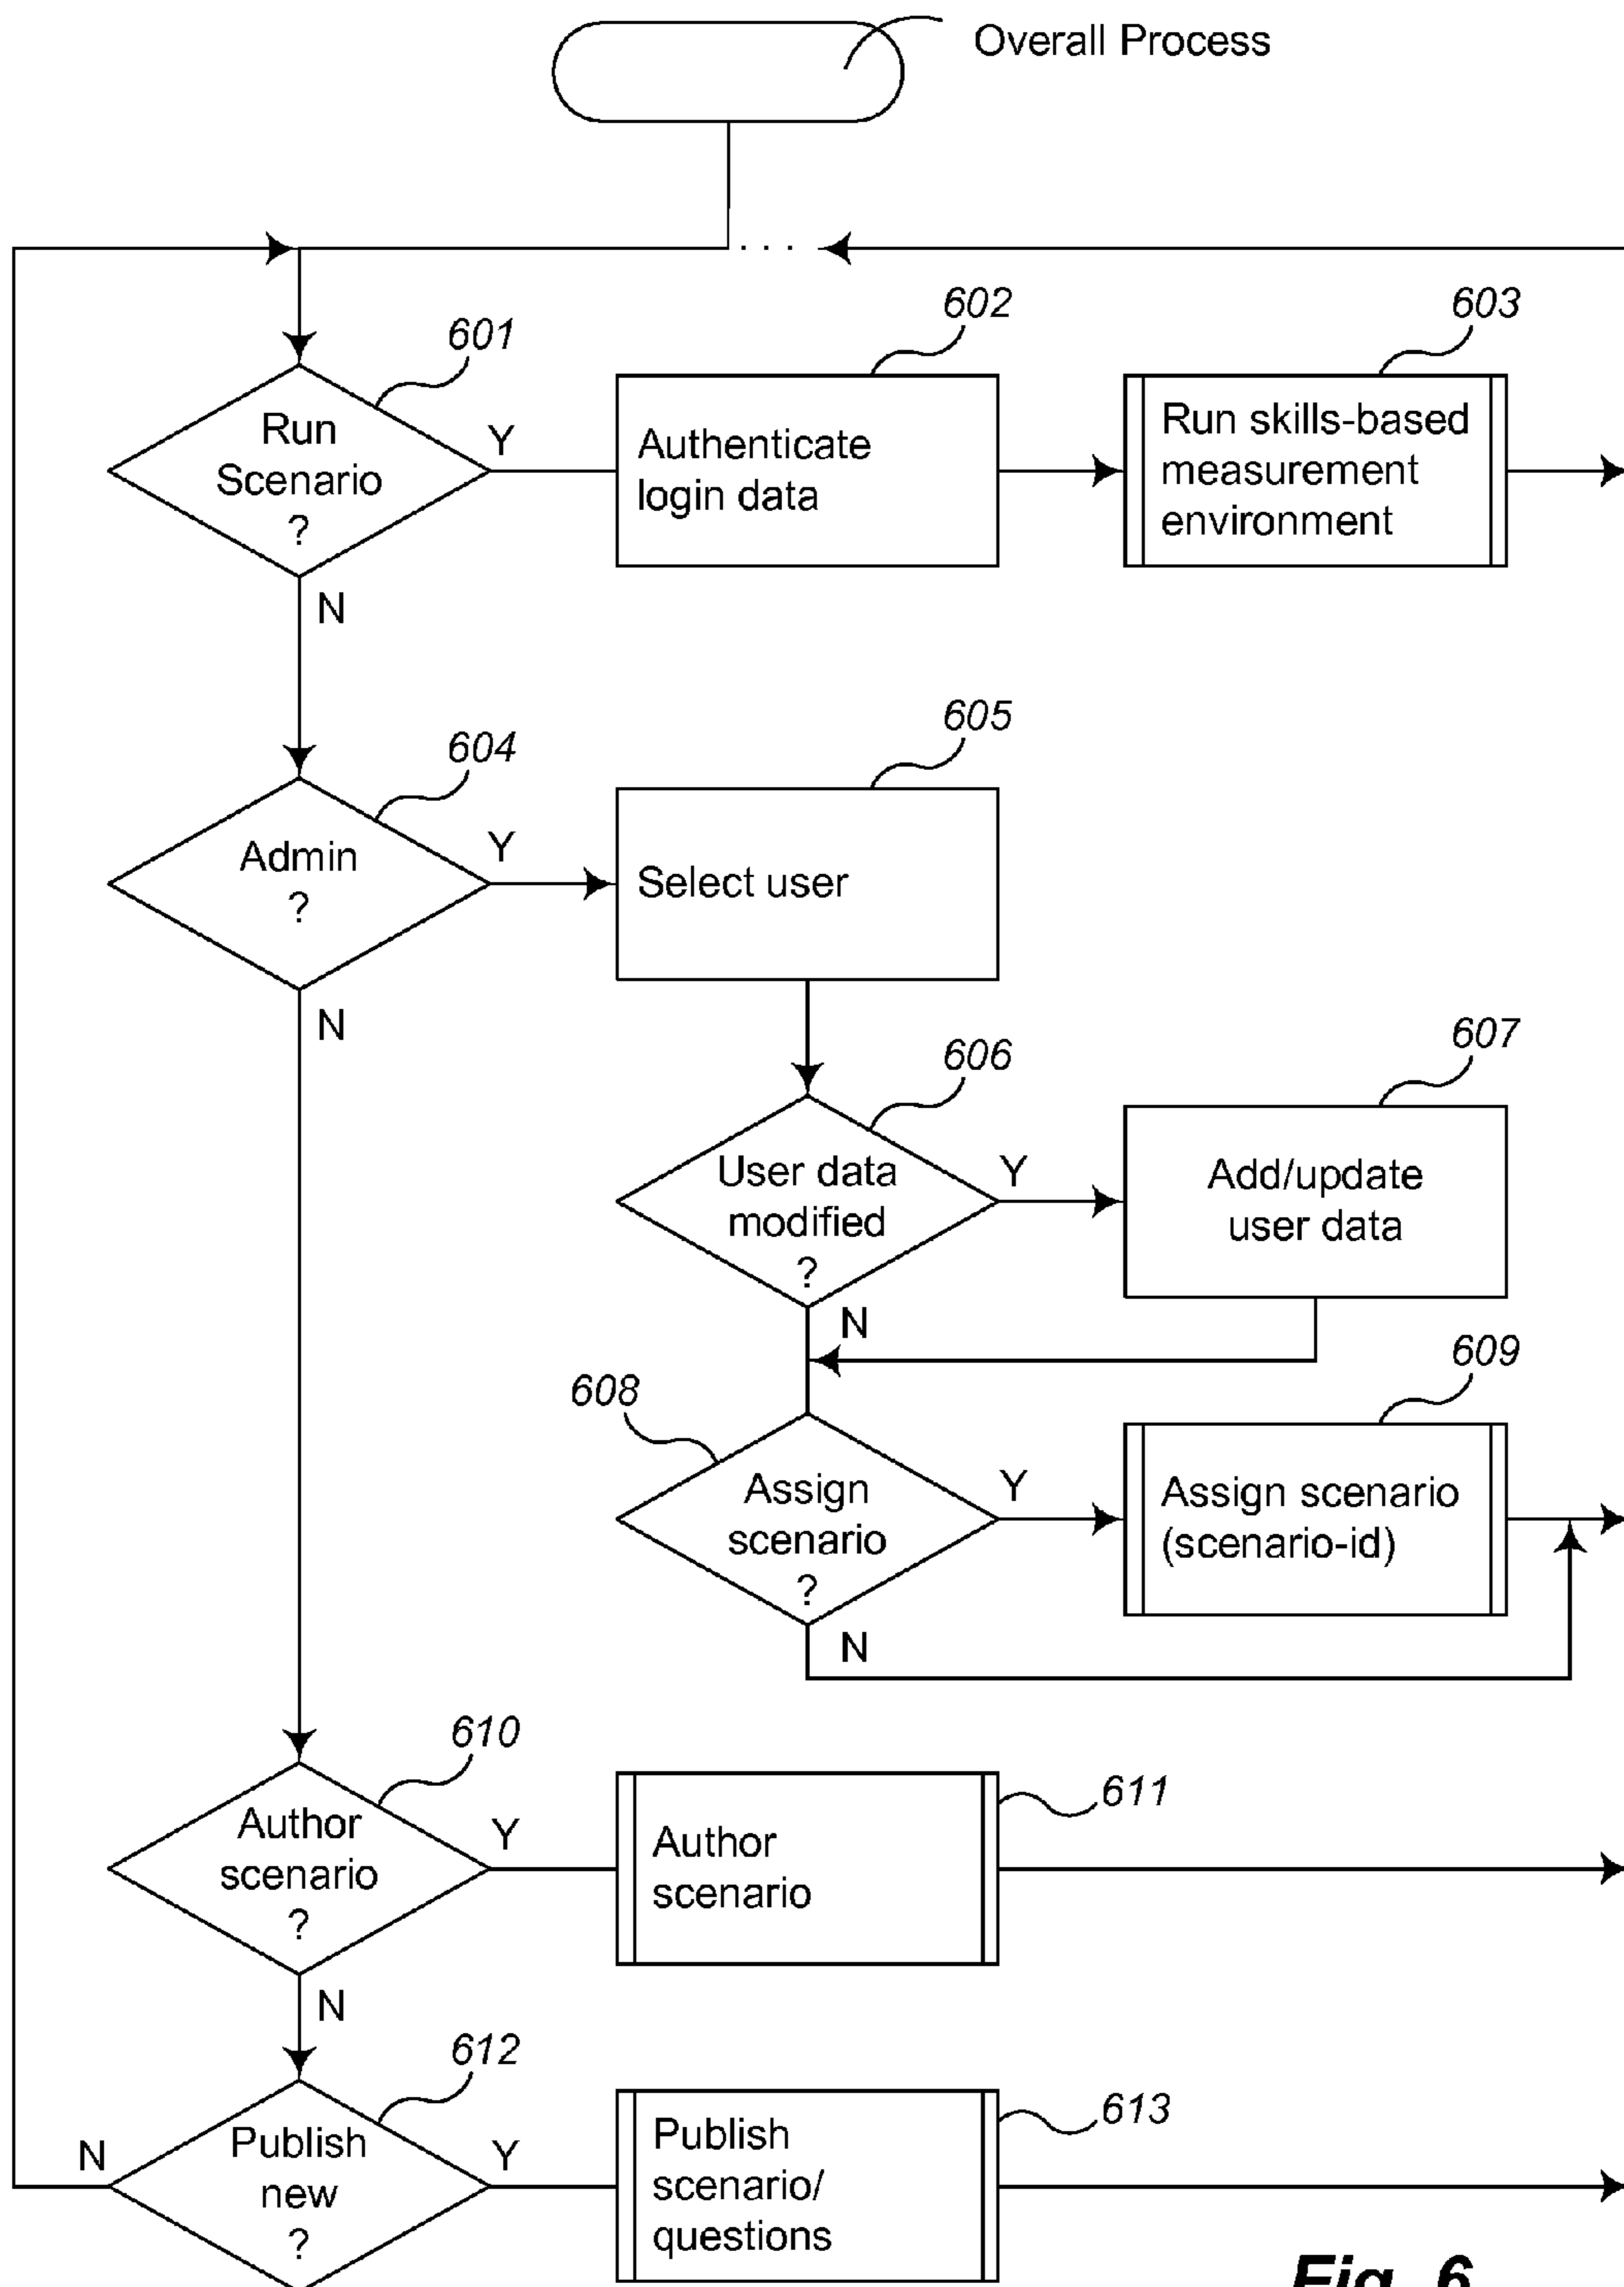 Overall Process
. . .
601
602
603
Run
Scenario
?
Y
Authenticate
login data
Run skills-based
measurement
environment
N
604
605
Admin
?
Y
Select user
N
606
607
User data
modified
?
Y
Add/update
user data
N
608
609
Assign
scenario
?
Y
Assign scenario
(scenario-id)
N
610
611
Author
scenario
?
Y
Author
scenario
N
612
613
N
Publish
new
?
Y
Publish
scenario/
questions
Fig. 6